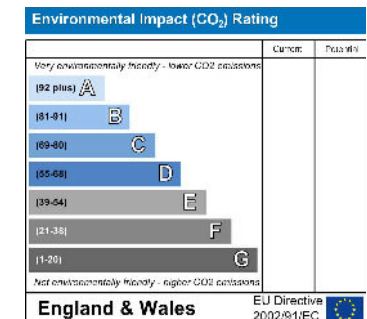 Environmental Impact (CO₂) Rating
Current Potential
Very environmentally friendly - lower CO2 emissions
(92 plus) A
(81-91) B
(69-80) C
(55-68) D
(39-54) E
(21-38) F
(1-20) G
Not environmentally friendly - higher CO2 emissions
England & Wales
EU Directive
2002/91/EC